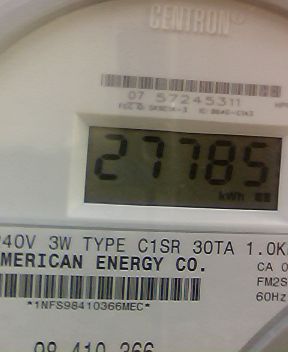 CENTRON
07 57245311
27785
kWh
240V 3W TYPE C1SR 30TA 1.0K
AMERICAN ENERGY CO.
CA 0
FM2S
60Hz
*1NFS98410366MEC*
98 410 366